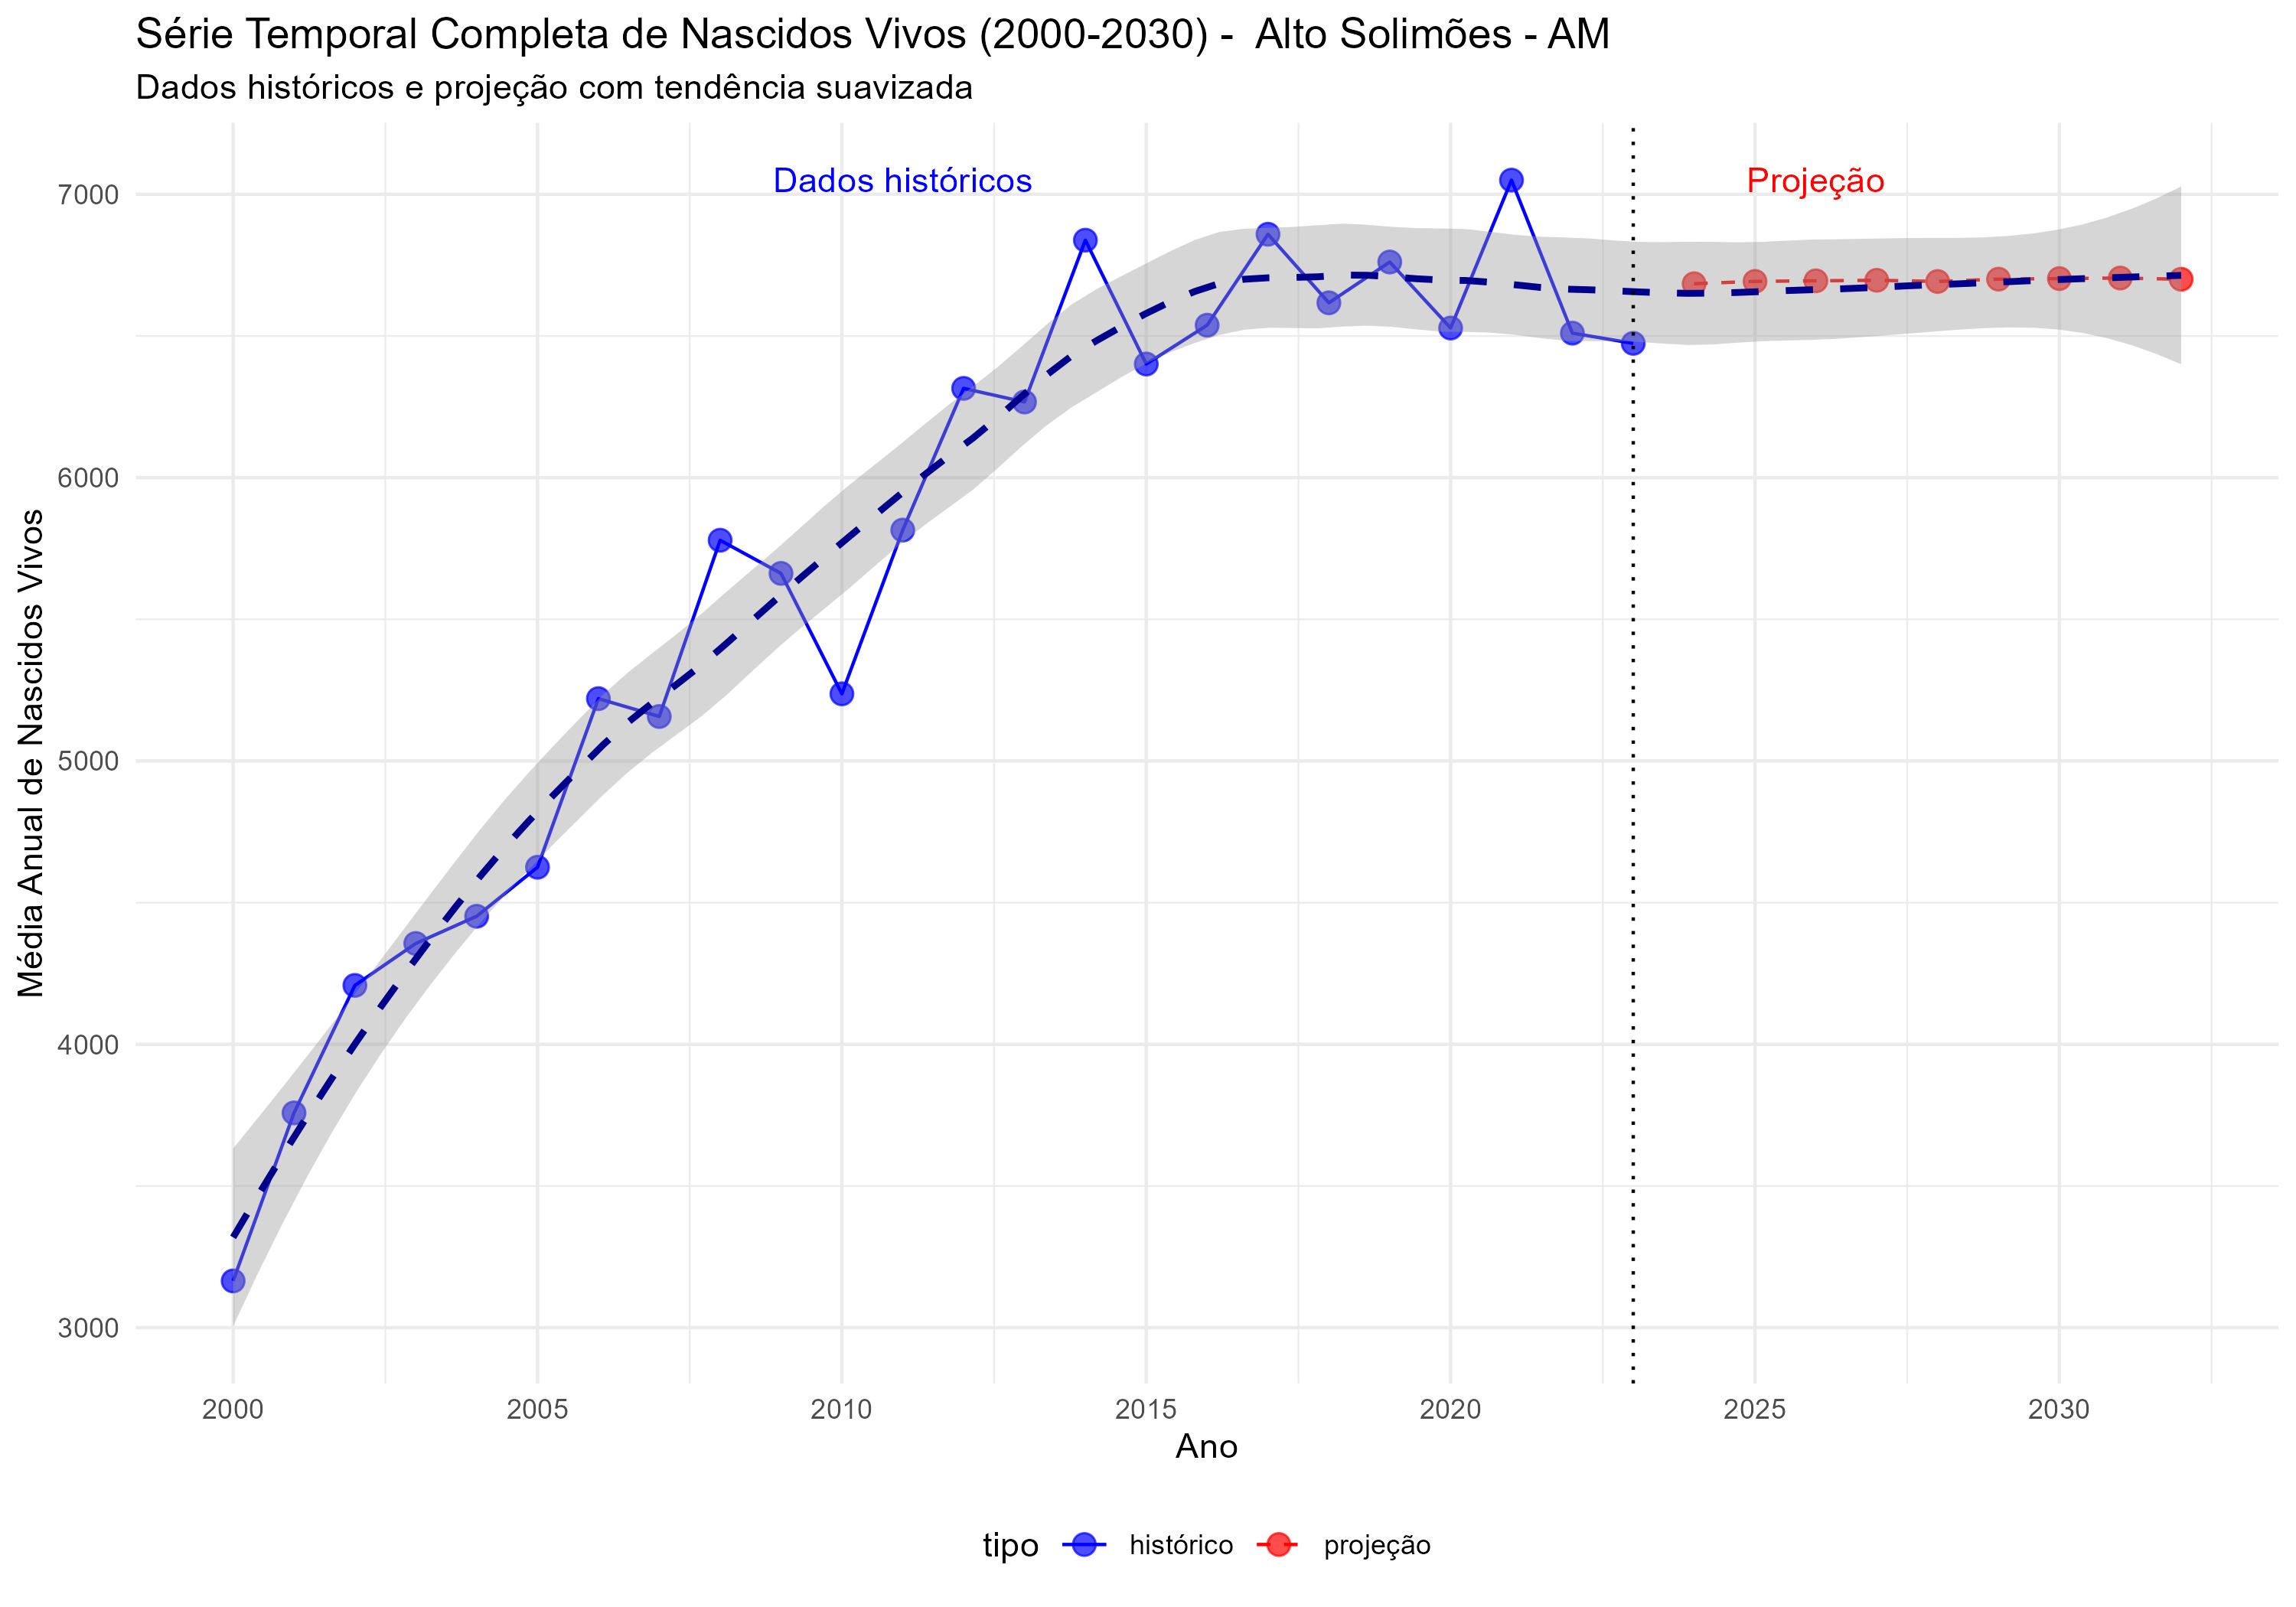 Série Temporal Completa de Nascidos Vivos (2000-2030) -  Alto Solimões - AM
Dados históricos e projeção com tendência suavizada
Dados históricos
Projeção
Média Anual de Nascidos Vivos
7000
6000
5000
4000
3000
2000 2005 2010 2015 2020 2025 2030
Ano
tipo histórico projeção